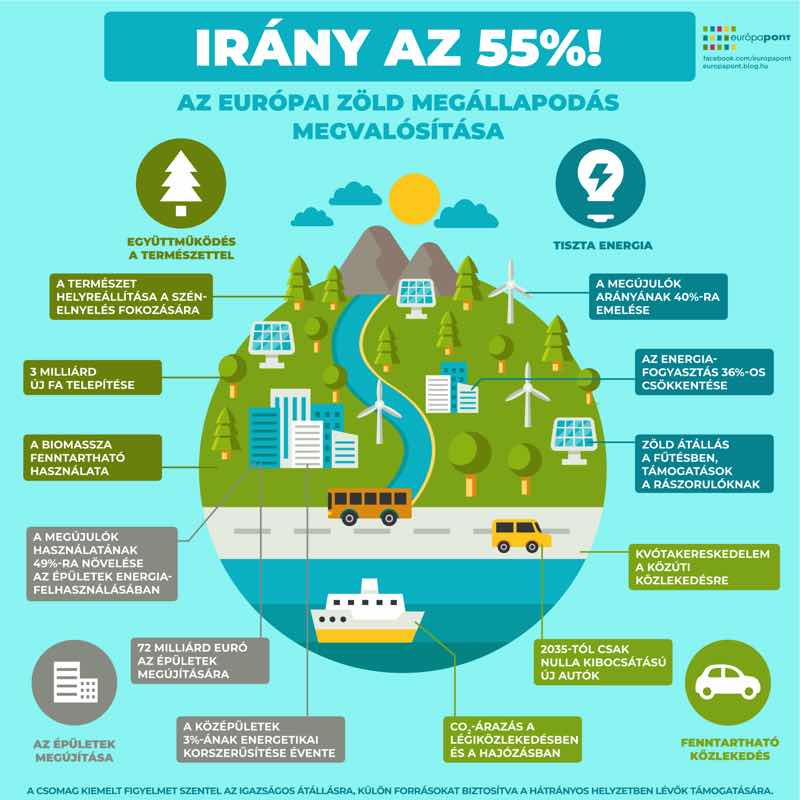 IRÁNY AZ 55%!
európapont
facebook.com/europapont
europapont.blog.hu
AZ EURÓPAI ZÖLD MEGÁLLAPODÁS
MEGVALÓSÍTÁSA
EGYÜTTMŰKÖDÉS
A TERMÉSZETTEL
A TERMÉSZET
HELYREÁLLÍTÁSA A SZÉN-
ELNYELÉS FOKOZÁSÁRA
3 MILLIÁRD
ÚJ FA TELEPÍTÉSE
A BIOMASSZA
FENNTARTHATÓ
HASZNÁLATA
TISZTA ENERGIA
A MEGÚJULÓK
ARÁNYÁNAK 40%-RA
EMELÉSE
AZ ENERGIA-
FOGYASZTÁS 36%-OS
CSÖKKENTÉSE
ZÖLD ÁTÁLLÁS
A FŰTÉSBEN,
TÁMOGATÁSOK
A RÁSZORULÓKNAK
A MEGÚJULÓK
HASZNÁLATÁNAK
49%-RA NÖVELÉSE
AZ ÉPÜLETEK ENERGIA-
FELHASZNÁLÁSÁBAN
72 MILLIÁRD EURÓ
AZ ÉPÜLETEK
MEGÚJÍTÁSÁRA
A KÖZÉPÜLETEK
3%-ÁNAK ENERGETIKAI
KORSZERŰSÍTÉSE ÉVENTE
AZ ÉPÜLETEK
MEGÚJÍTÁSA
KVÓTAKERESKEDELEM
A KÖZÚTI
KÖZLEKEDÉSRE
2035-TŐL CSAK
NULLA KIBOCSÁTÁSÚ
ÚJ AUTÓK
CO₂-ÁRAZÁS A
LÉGIKÖZLEKEDÉSBEN
ÉS A HAJÓZÁSBAN
FENNTARTHATÓ
KÖZLEKEDÉS
A CSOMAG KIEMELT FIGYELMET SZENTEL AZ IGAZSÁGOS ÁTÁLLÁSRA, KÜLÖN FORRÁSOKAT BIZTOSÍTVA A HÁTRÁNYOS HELYZETBEN LÉVŐK TÁMOGATÁSÁRA.